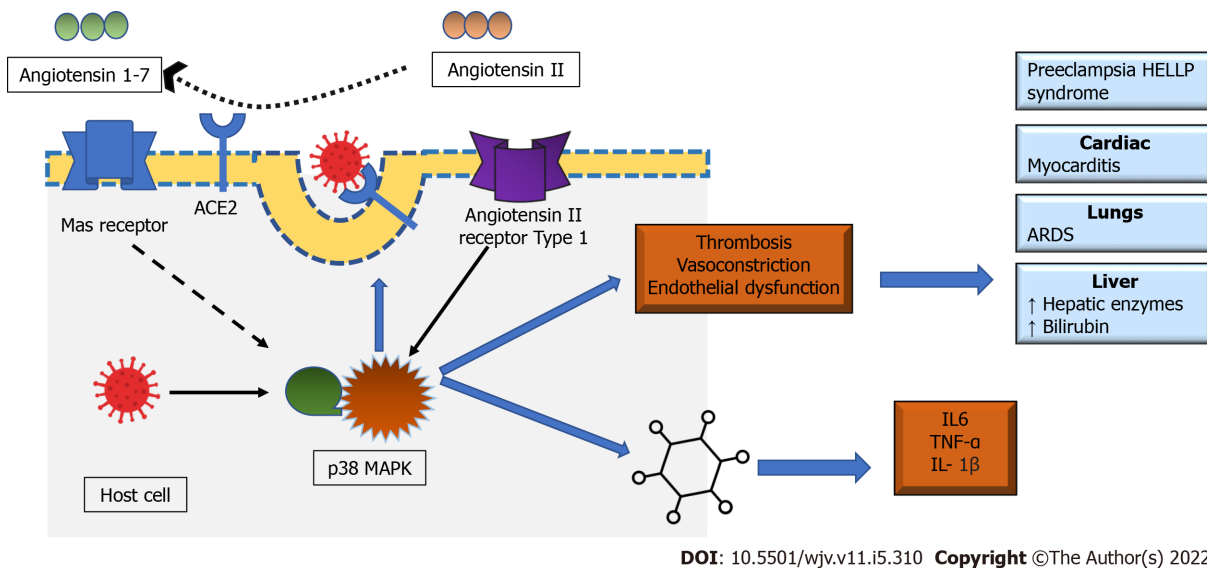 Angiotensin 1-7
Angiotensin II
Mas receptor
ACE2
Angiotensin II
receptor Type 1
p38 MAPK
Host cell
Thrombosis
Vasoconstriction
Endothelial dysfunction
IL6
TNF-α
IL- 1β
Preeclampsia HELLP
syndrome
Cardiac
Myocarditis
Lungs
ARDS
Liver
↑ Hepatic enzymes
↑ Bilirubin
DOI: 10.5501/wjv.v11.i5.310 Copyright ©The Author(s) 2022